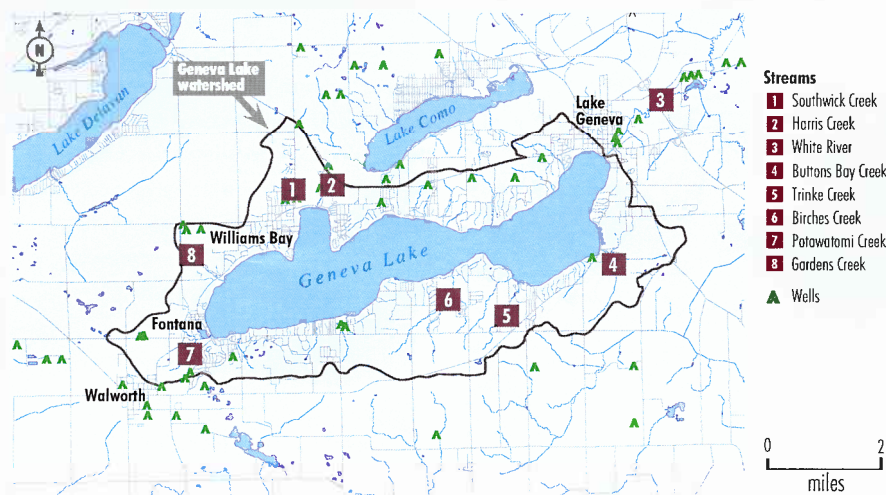 N
Geneva Lake
watershed
Lake Delavan
Lake Como
Lake
Geneva
3
1
2
Williams Bay
8
Geneva Lake
4
6
5
Fontana
7
Walworth
Streams
1 Southwick Creek
2 Harris Creek
3 White River
4 Buttons Bay Creek
5 Trinke Creek
6 Birches Creek
7 Potawatomi Creek
8 Gardens Creek
Wells
0 2
miles